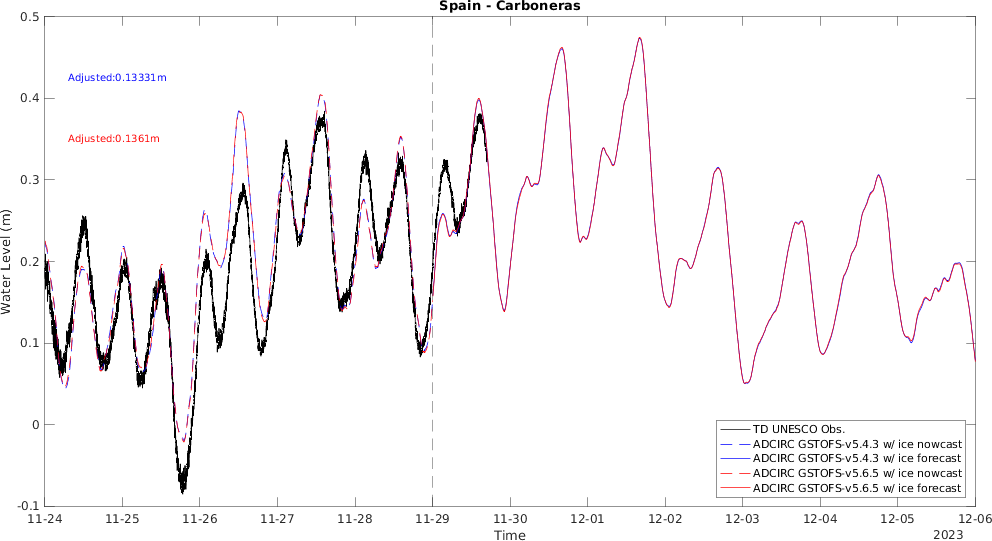 Spain - Carboneras
0.5
0.4
0.3
0.2
0.1
0
-0.1
Water Level (m)
Adjusted:0.13331m
Adjusted:0.1361m
TD UNESCO Obs.
ADCIRC GSTOFS-v5.4.3 w/ ice nowcast
ADCIRC GSTOFS-v5.4.3 w/ ice forecast
ADCIRC GSTOFS-v5.6.5 w/ ice nowcast
ADCIRC GSTOFS-v5.6.5 w/ ice forecast
11-24 11-25 11-26 11-27 11-28 11-29 11-30 12-01 12-02 12-03 12-04 12-05 12-06
Time
2023